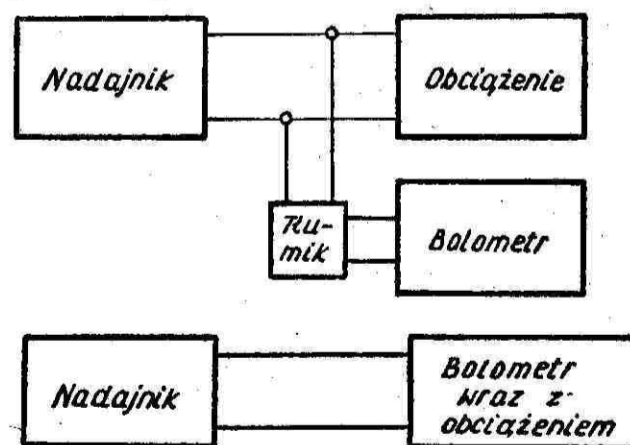 Nadajnik
Obciążenie
Tłu-
mik
Bolometr
Nadajnik
Bolometr
wraz z
obciążeniem